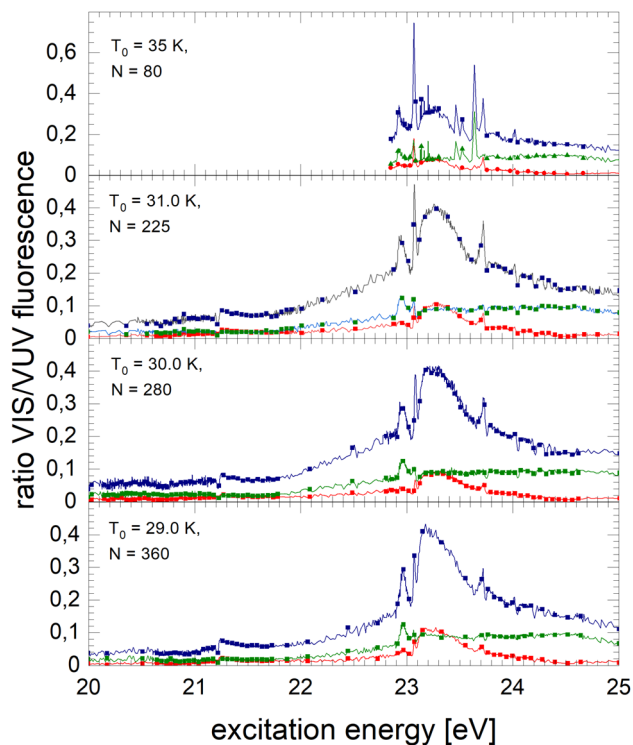 ratio VIS/VUV fluorescence
T0 = 35 K,
N = 80
0,6
0,4
0,2
0
T0 = 31.0 K,
N = 225
0,4
0,3
0,2
0,1
0
T0 = 30.0 K,
N = 280
0,4
0,3
0,2
0,1
0
T0 = 29.0 K,
N = 360
0,4
0,3
0,2
0,1
0
20 21 22 23 24 25
excitation energy [eV]